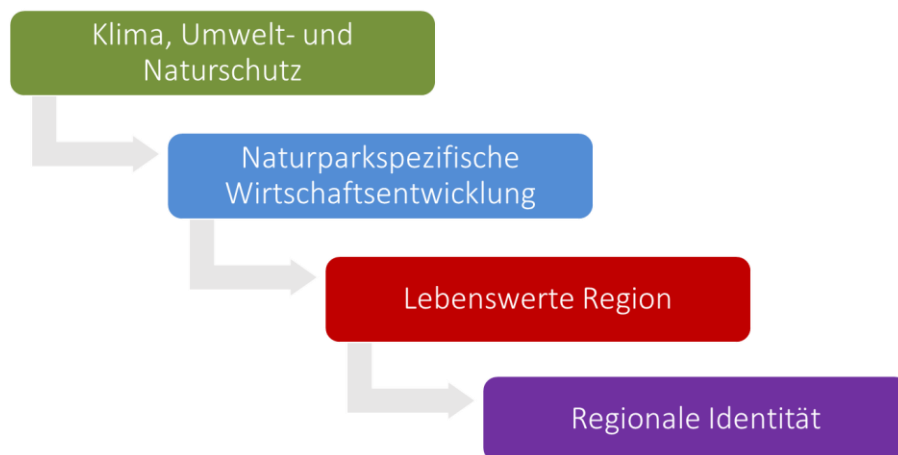 Klima, Umwelt- und
Naturschutz
Naturparkspezifische
Wirtschaftsentwicklung
Lebenswerte Region
Regionale Identität